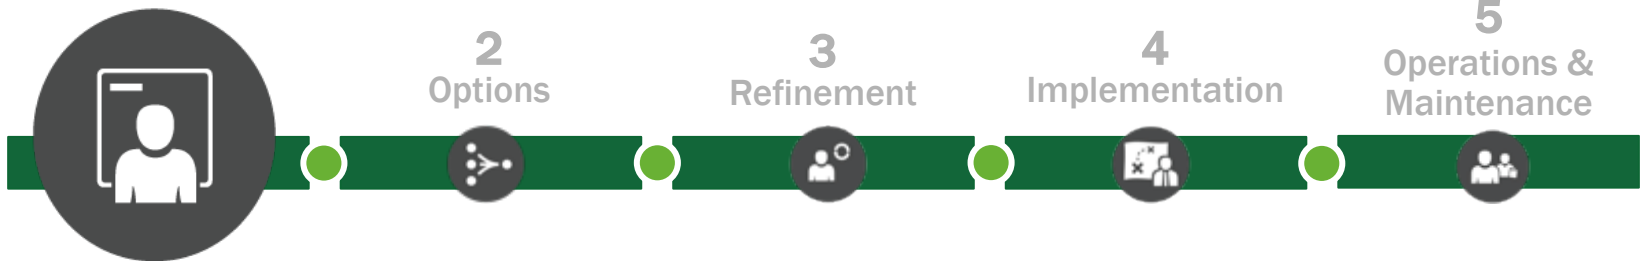 2
Options
3
Refinement
4
Implementation
5
Operations &
Maintenance